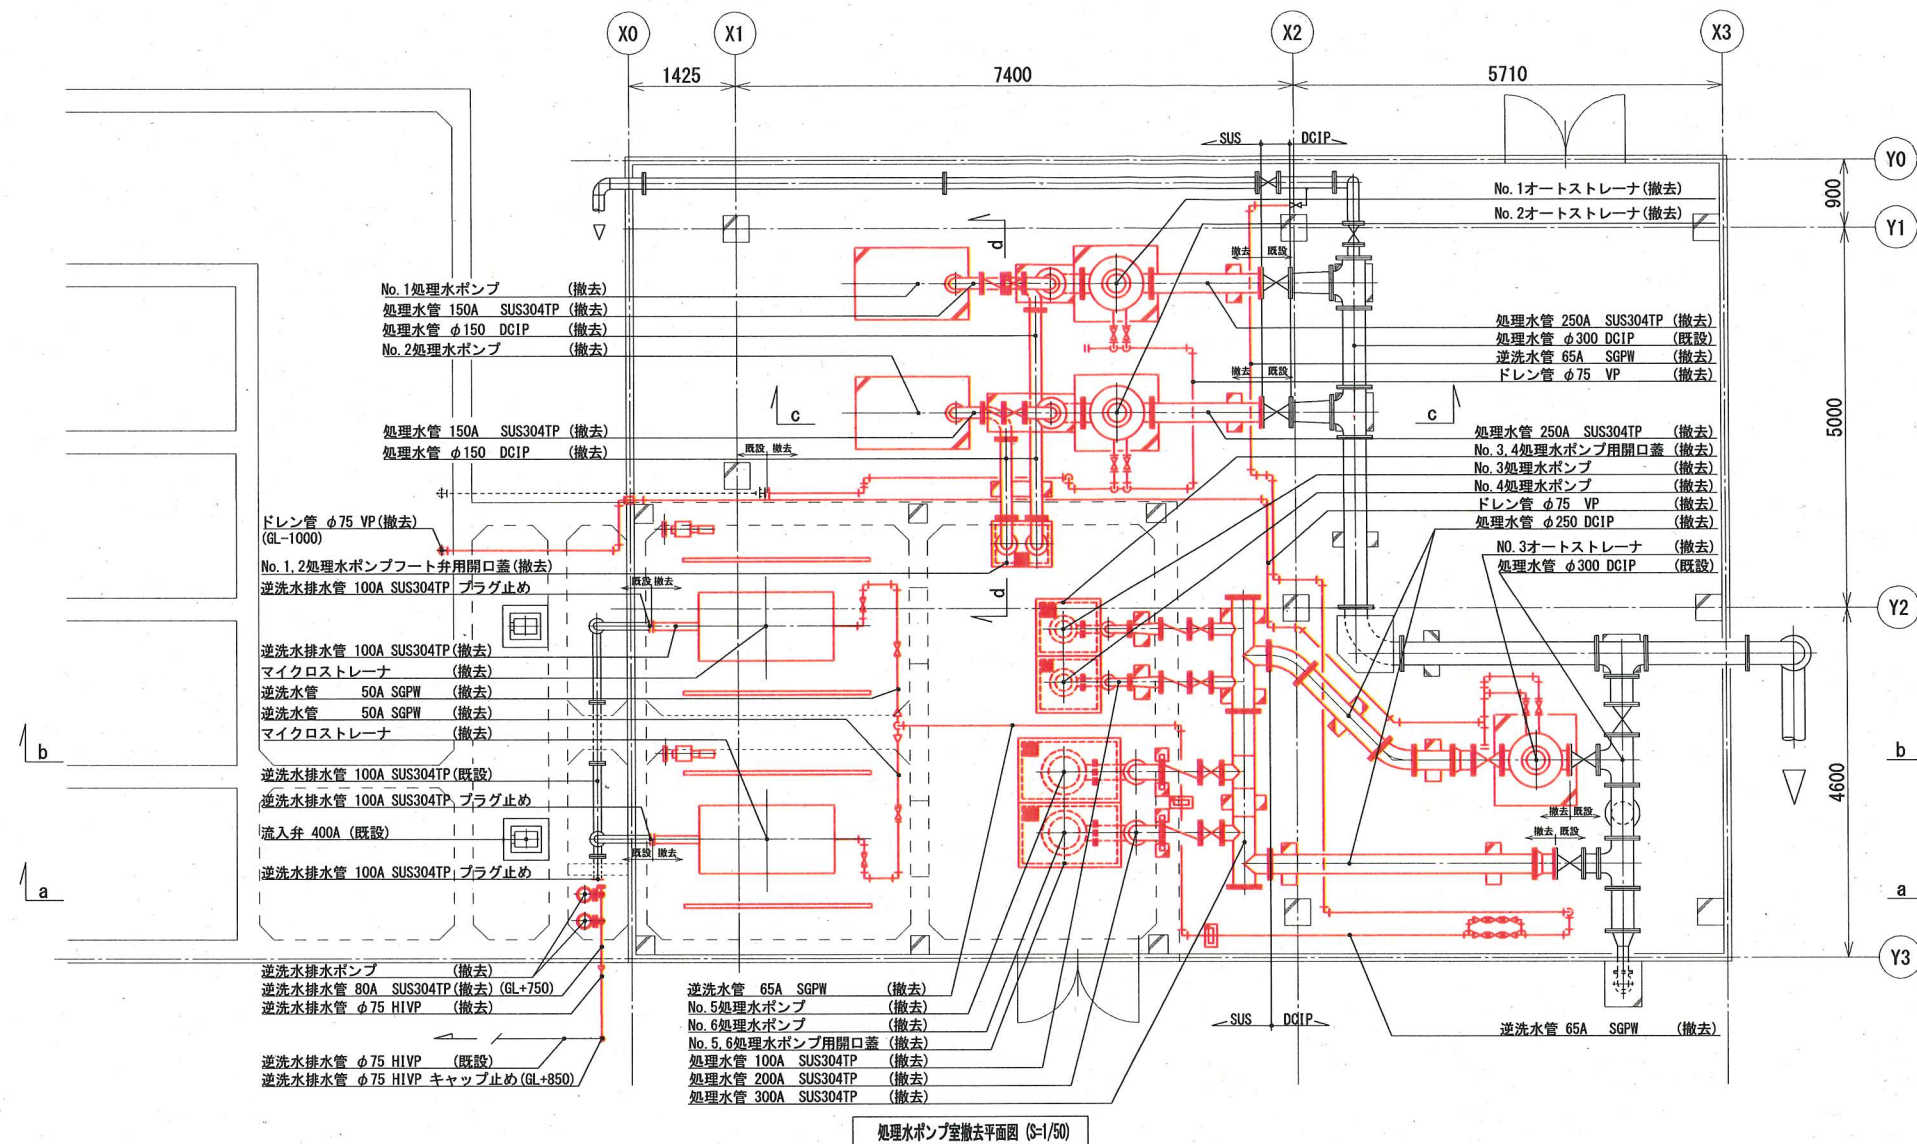 X0
X1
X2
X3
1425
7400
5710
SUS
DCIP
Y0
900
Y1
5000
Y2
4600
Y3
No.1オートストレーナ(撤去)
No.2オートストレーナ(撤去)
d
撤去 既設
No.1処理水ポンプ (撤去)
処理水管 150A SUS304TP (撤去)
処理水管 φ150 DCIP (撤去)
No.2処理水ポンプ (撤去)
処理水管 250A SUS304TP (撤去)
処理水管 φ300 DCIP (既設)
逆洗水管 65A SGPW (撤去)
ドレン管 φ75 VP (撤去)
撤去 既設
c
c
処理水管 150A SUS304TP (撤去)
処理水管 φ150 DCIP (撤去)
既設 撤去
処理水管 250A SUS304TP (撤去)
No.3,4処理水ポンプ用開口蓋 (撤去)
No.3処理水ポンプ (撤去)
No.4処理水ポンプ (撤去)
ドレン管 φ75 VP (撤去)
処理水管 φ250 DCIP (撤去)
NO.3オートストレーナ (撤去)
処理水管 φ300 DCIP (既設)
ドレン管 φ75 VP(撤去)
(GL-1000)
No.1,2処理水ポンプフート弁用開口蓋(撤去)
逆洗水排水管 100A SUS304TP プラグ止め
既設 撤去
d
逆洗水排水管 100A SUS304TP(撤去)
マイクロストレーナ (撤去)
逆洗水管 50A SGPW (撤去)
逆洗水管 50A SGPW (撤去)
マイクロストレーナ (撤去)
b
b
逆洗水排水管 100A SUS304TP(既設)
逆洗水排水管 100A SUS304TP プラグ止め
流入弁 400A (既設)
既設 撤去
撤去 既設
撤去 既設
逆洗水排水管 100A SUS304TP プラグ止め
a
a
逆洗水排水ポンプ (撤去)
逆洗水排水管 80A SUS304TP(撤去) (GL+750)
逆洗水排水管 φ75 HIVP (撤去)
逆洗水排水管 φ75 HIVP (既設)
逆洗水排水管 φ75 HIVP キャップ止め(GL+850)
逆洗水管 65A SGPW (撤去)
No.5処理水ポンプ (撤去)
No.6処理水ポンプ (撤去)
No.5,6処理水ポンプ用開口蓋 (撤去)
処理水管 100A SUS304TP (撤去)
処理水管 200A SUS304TP (撤去)
処理水管 300A SUS304TP (撤去)
SUS
DCIP
逆洗水管 65A SGPW (撤去)
処理水ポンプ室撤去平面図 (S=1/50)